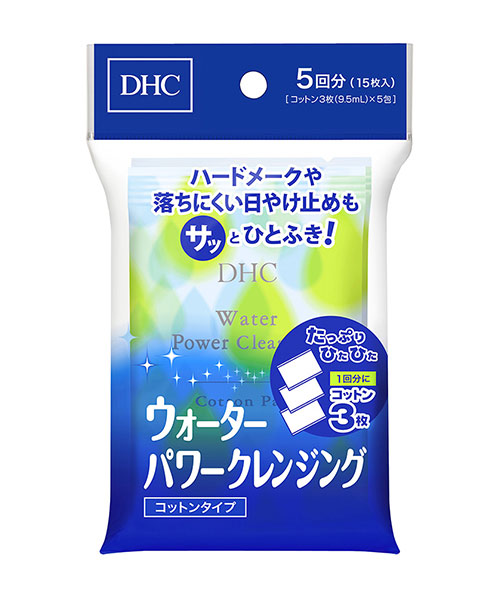 DHC
5回分(15枚入)
[コットン3枚(9.5mL)×5包]
ハードメークや
落ちにくい日やけ止めも
サッとひとふき!
DHC
Water
Power Clea
Cotton Pa
たっぷり
ひたひた
1回分に
コットン
3枚
ウォーター
パワークレンジング
コットンタイプ